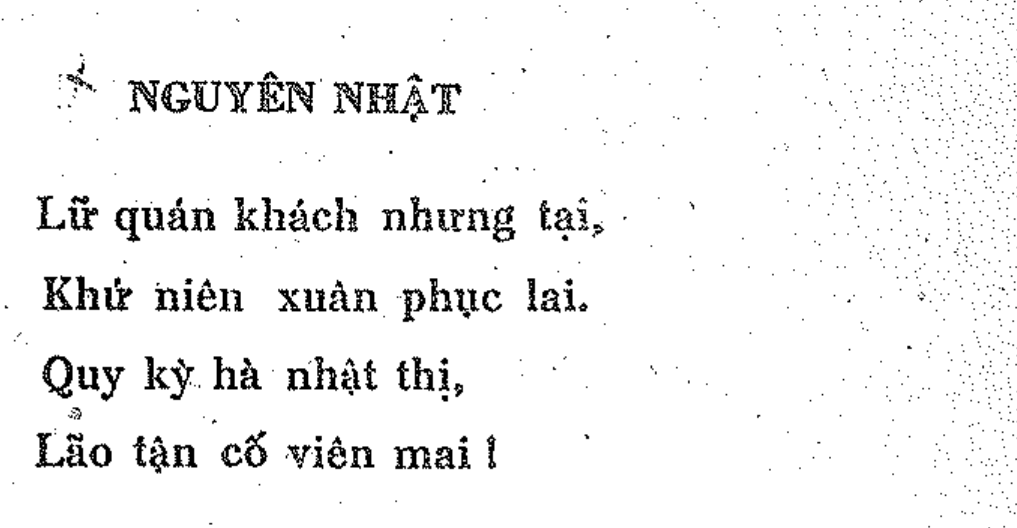 NGUYÊN NHẬT
Lữ quán khách nhưng tại,
Khứ niên xuân phục lai.
Quy kỳ hà nhật thị,
Lão tận cố viên mai !